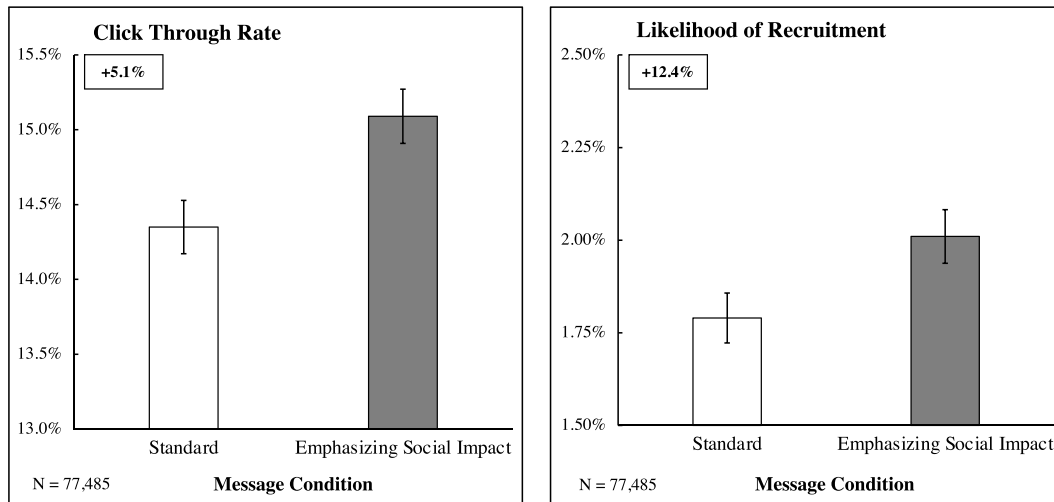 Click Through Rate
15.5%
+5.1%
15.0%
14.5%
14.0%
13.5%
13.0%
Standard Emphasizing Social Impact
N = 77,485 Message Condition
Likelihood of Recruitment
2.50%
+12.4%
2.25%
2.00%
1.75%
1.50%
Standard Emphasizing Social Impact
N = 77,485 Message Condition